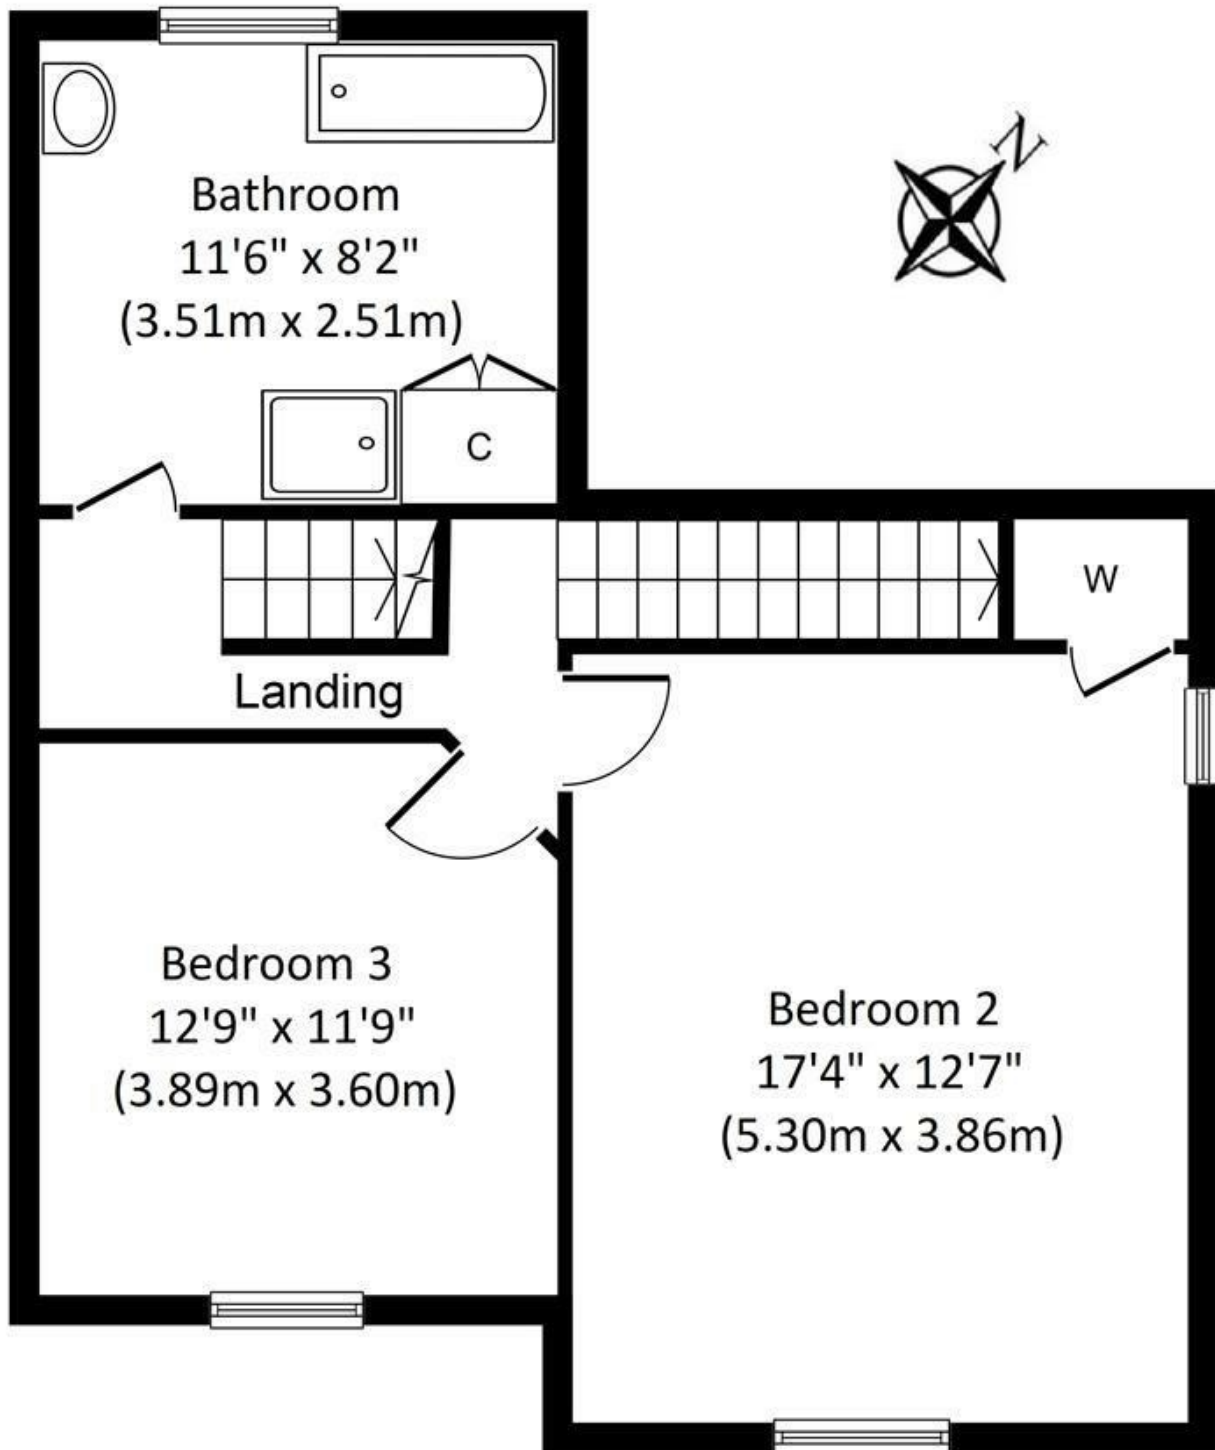 N
Bathroom
11'6" x 8'2"
(3.51m x 2.51m)
C
W
Landing
Bedroom 3
12'9" x 11'9"
(3.89m x 3.60m)
Bedroom 2
17'4" x 12'7"
(5.30m x 3.86m)